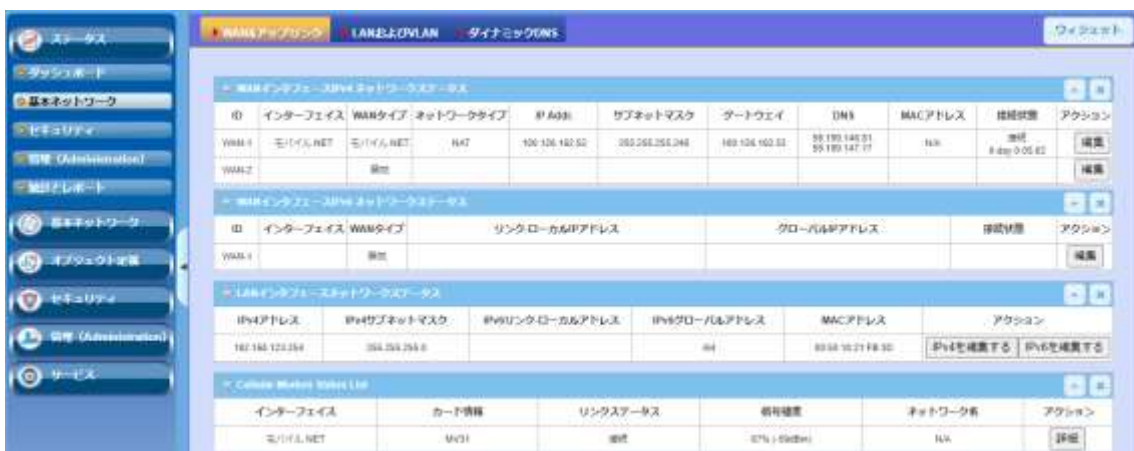 ステータス
WAN&アップリンク LANおよびVLAN ダイナミックDNS ウィジェット
ダッシュボード
基本ネットワーク
セキュリティ
管理 (Administration)
統計とレポート
基本ネットワーク
オブジェクト定義
セキュリティ
管理 (Administration)
サービス
WANインタフェースIPv4 ネットワークステータス
ID インターフェイス WANタイプ ネットワークタイプ IP Addr. サブネットマスク ゲートウェイ DNS MACアドレス 接続状態 アクション
WAN-1 モバイル.NET モバイル.NET NAT N/A 接続 編集
WAN-2 無効 編集
WANインタフェースIPv6 ネットワークステータス
ID インターフェイス WANタイプ リンク-ローカルIPアドレス グローバルIPアドレス 接続状態 アクション
WAN-1 無効 編集
LANインタフェースネットワークステータス
IPv4アドレス IPv4サブネットマスク IPv6リンク-ローカルアドレス IPv6グローバルアドレス MACアドレス アクション
192.168.123.254 255.255.255.0 /64 IPv4を編集する IPv6を編集する
Cellular Modem Status List
インターフェイス カード情報 リンクステータス 信号強度 ネットワーク名 アクション
モバイル.NET MV31 接続 N/A 詳細